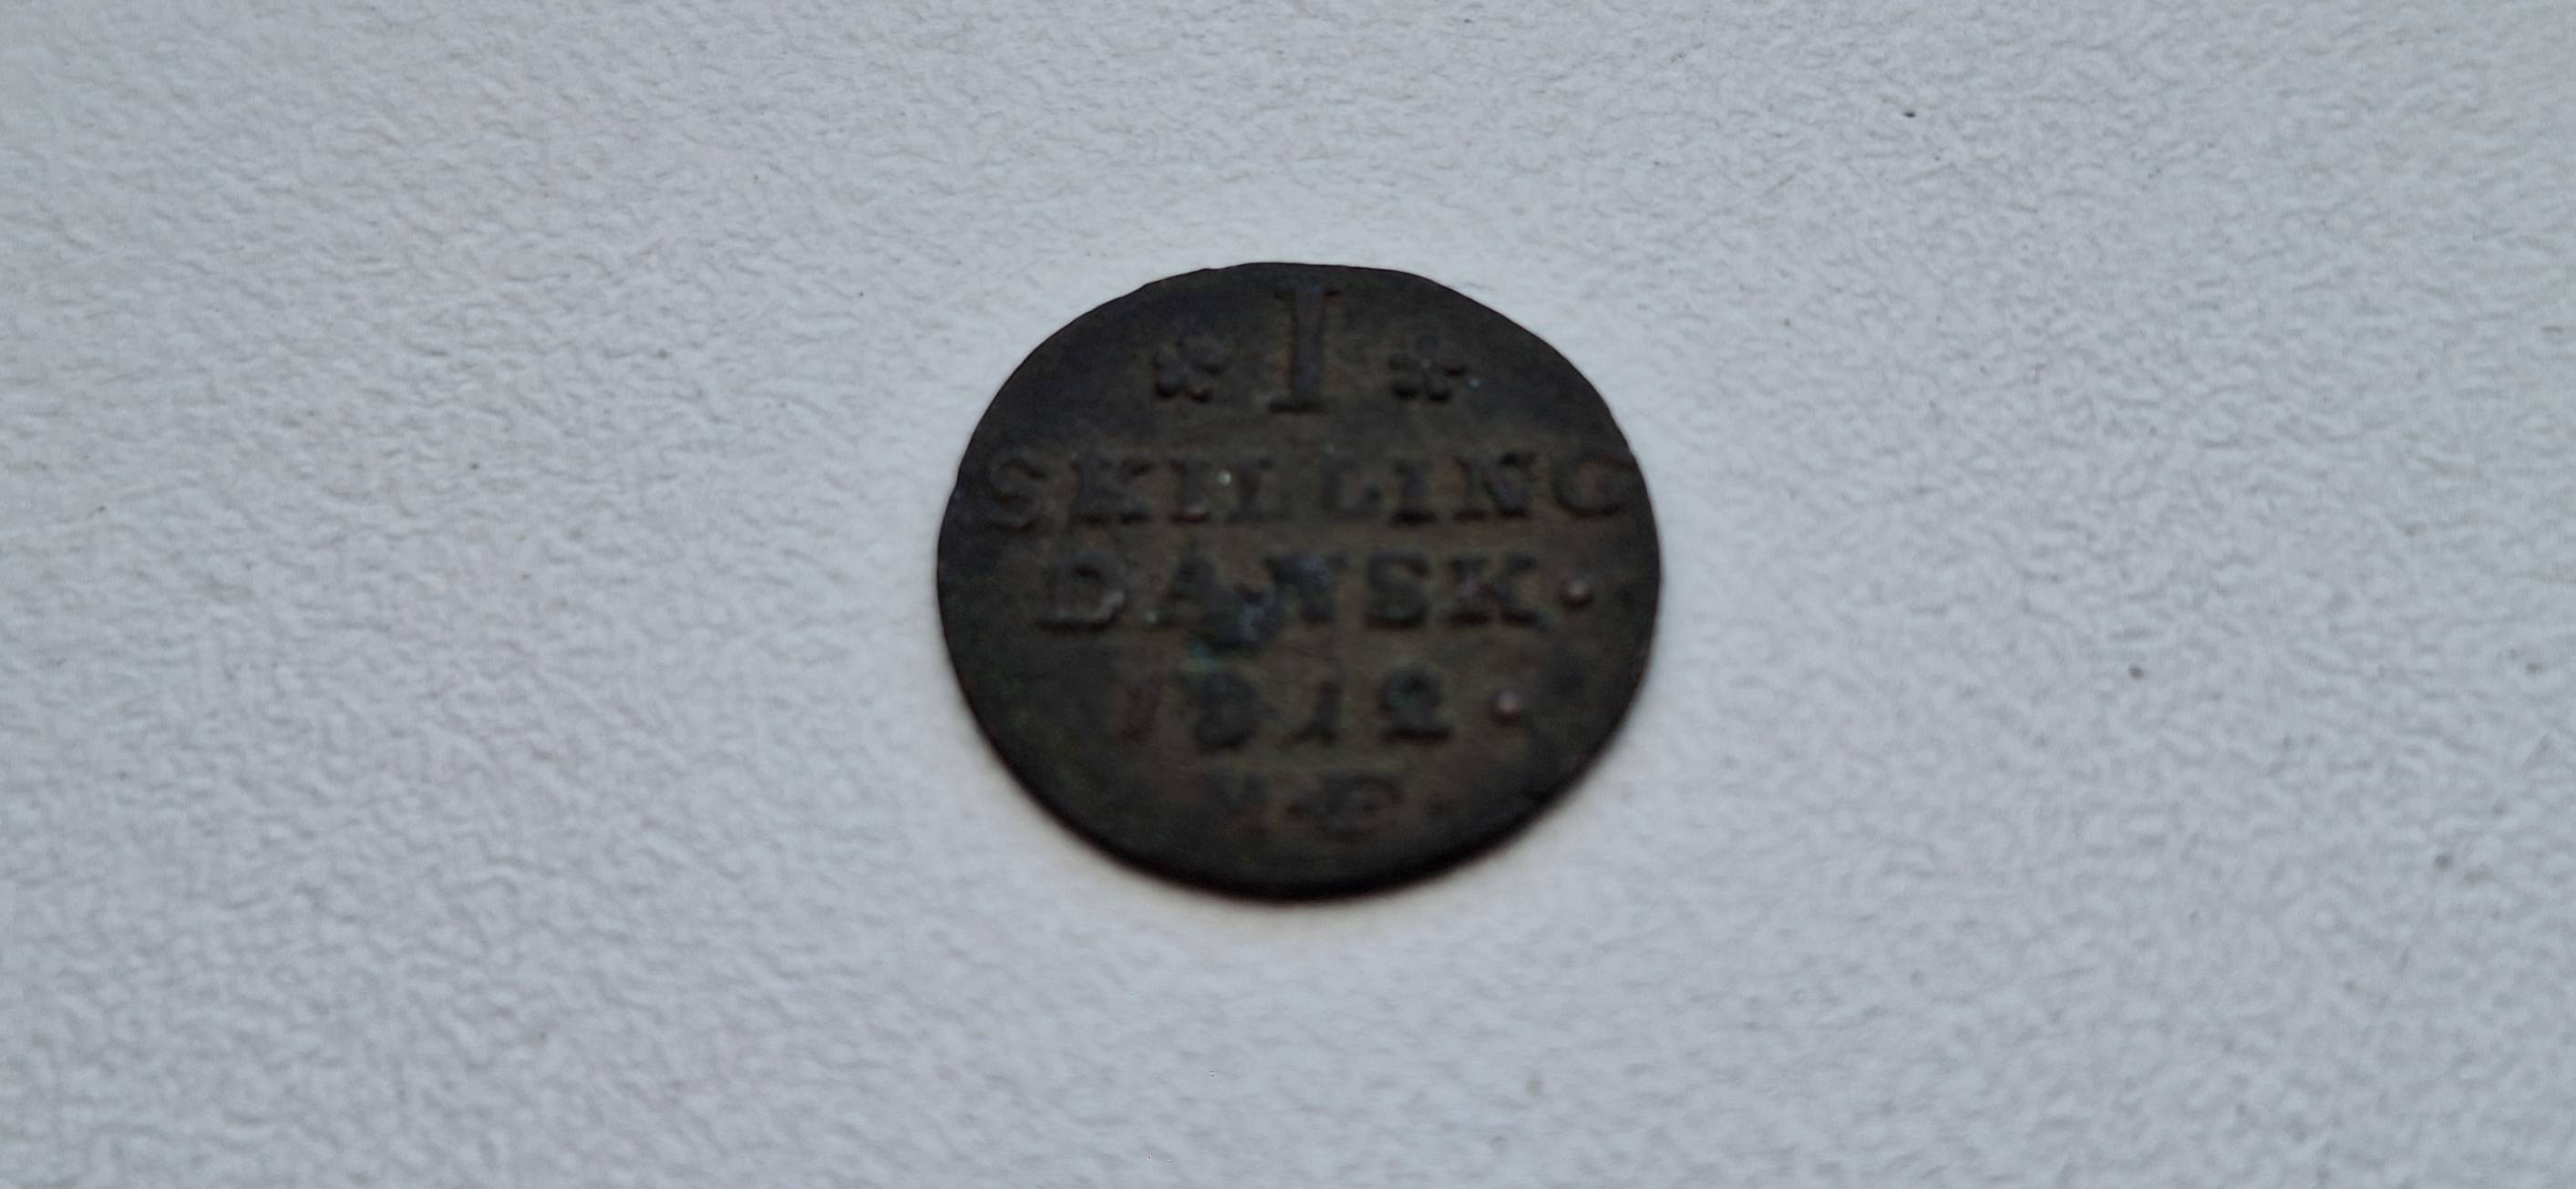 * I *
SKILLING
DANSK.
1812.